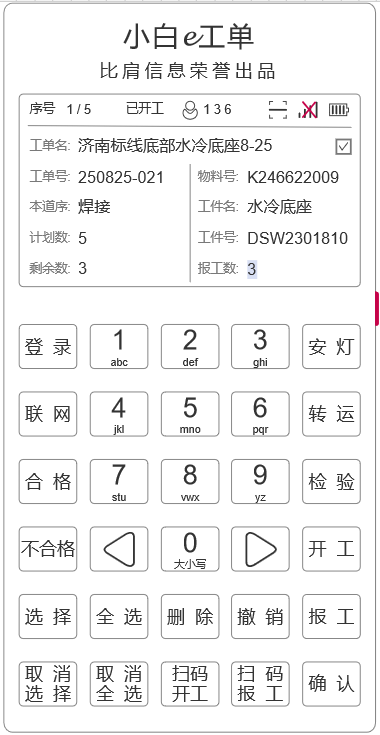 小白e工单
比肩信息荣誉出品
序号 1 / 5 已开工 1 3 6
工单名: 济南标线底部水冷底座8-25
工单号: 250825-021 物料号: K246622009
本道序: 焊接 工件名: 水冷底座
计划数: 5 工件号: DSW2301810
剩余数: 3 报工数: 3
登 录 1 2 3 安 灯
abc def ghi
联 网 4 5 6 转 运
jkl mno pqr
合 格 7 8 9 检 验
stu vwx yz
不合格 0 开 工
大小写
选 择 全 选 删 除 撤 销 报 工
取 消 取 消 扫码 扫 码 确 认
选 择 全 选 开工 报 工